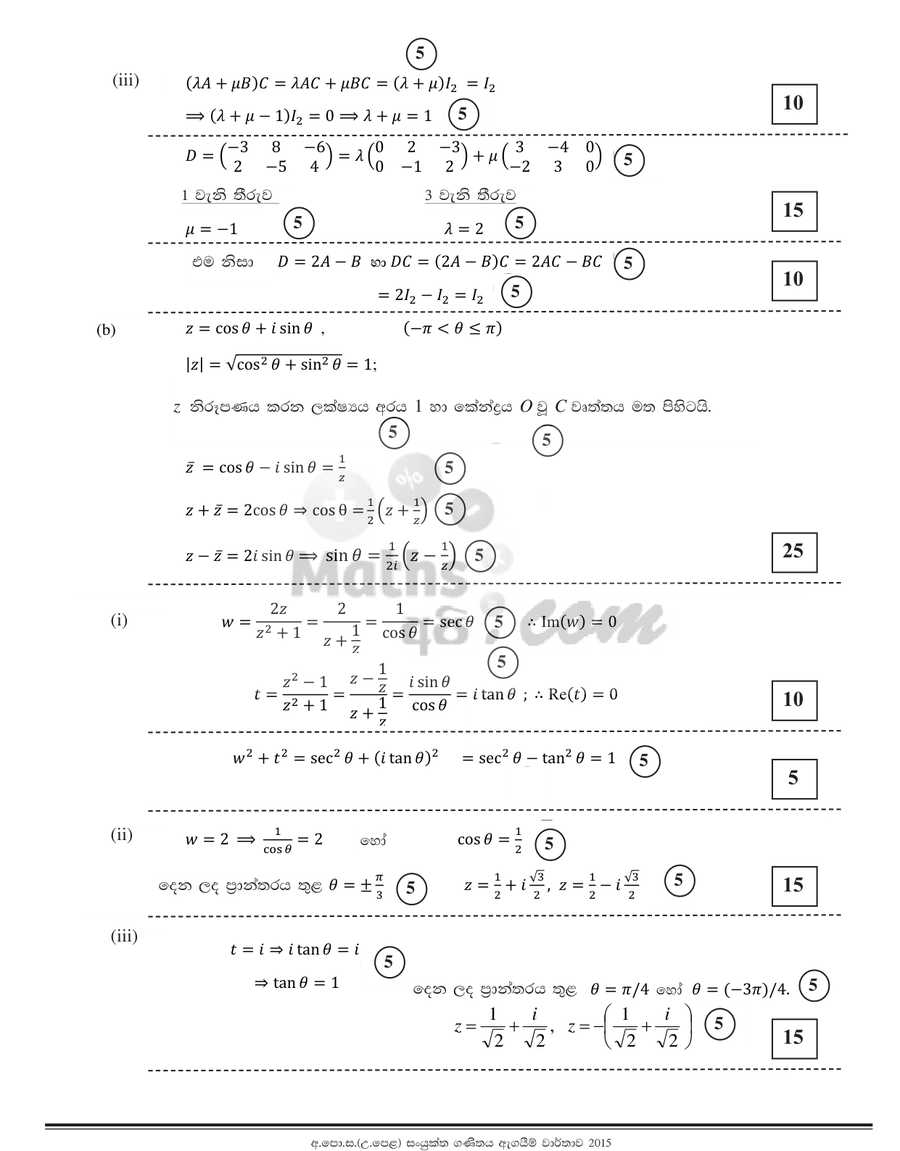 5
(iii) (λA + μB)C = λAC + μBC = (λ + μ)I₂ = I₂
⟹ (λ + μ − 1)I₂ = 0 ⟹ λ + μ = 1 5
10
D = (−3 8 −6; 2 −5 4) = λ(0 2 −3; 0 −1 2) + μ(3 −4 0; −2 3 0) 5
1 වැනි තීරුව 3 වැනි තීරුව
15
μ = −1 5 λ = 2 5
එම නිසා D = 2A − B හා DC = (2A − B)C = 2AC − BC 5
10
= 2I₂ − I₂ = I₂ 5
(b) z = cos θ + i sin θ , (−π < θ ≤ π)
|z| = √(cos² θ + sin² θ) = 1;
z නිරූපණය කරන ලක්ෂ්‍යය අරය 1 හා කේන්ද්‍රය O වූ C වෘත්තය මත පිහිටයි.
5 5
z̄ = cos θ − i sin θ = 1/z 5
z + z̄ = 2cos θ ⇒ cos θ = 1/2 (z + 1/z) 5
z − z̄ = 2i sin θ ⟹ sin θ = 1/2i (z − 1/z) 5
25
Maths අපි .com
(i) w = 2z/(z² + 1) = 2/(z + 1/z) = 1/cos θ = sec θ 5 ∴ Im(w) = 0
5
t = (z² − 1)/(z² + 1) = (z − 1/z)/(z + 1/z) = i sin θ/cos θ = i tan θ ; ∴ Re(t) = 0
10
w² + t² = sec² θ + (i tan θ)² = sec² θ − tan² θ = 1 5
5
(ii) w = 2 ⟹ 1/cos θ = 2 හෝ cos θ = 1/2 5
දෙන ලද ප්‍රාන්තරය තුළ θ = ±π/3 5 z = 1/2 + i √3/2, z = 1/2 − i √3/2 5
15
(iii) t = i ⇒ i tan θ = i 5
⇒ tan θ = 1
දෙන ලද ප්‍රාන්තරය තුළ θ = π/4 හෝ θ = (−3π)/4. 5
z = 1/√2 + i/√2, z = −(1/√2 + i/√2) 5
15
අ.පො.ස.(උ.පෙළ) සංයුක්ත ගණිතය ඇගයීම් වාර්තාව 2015